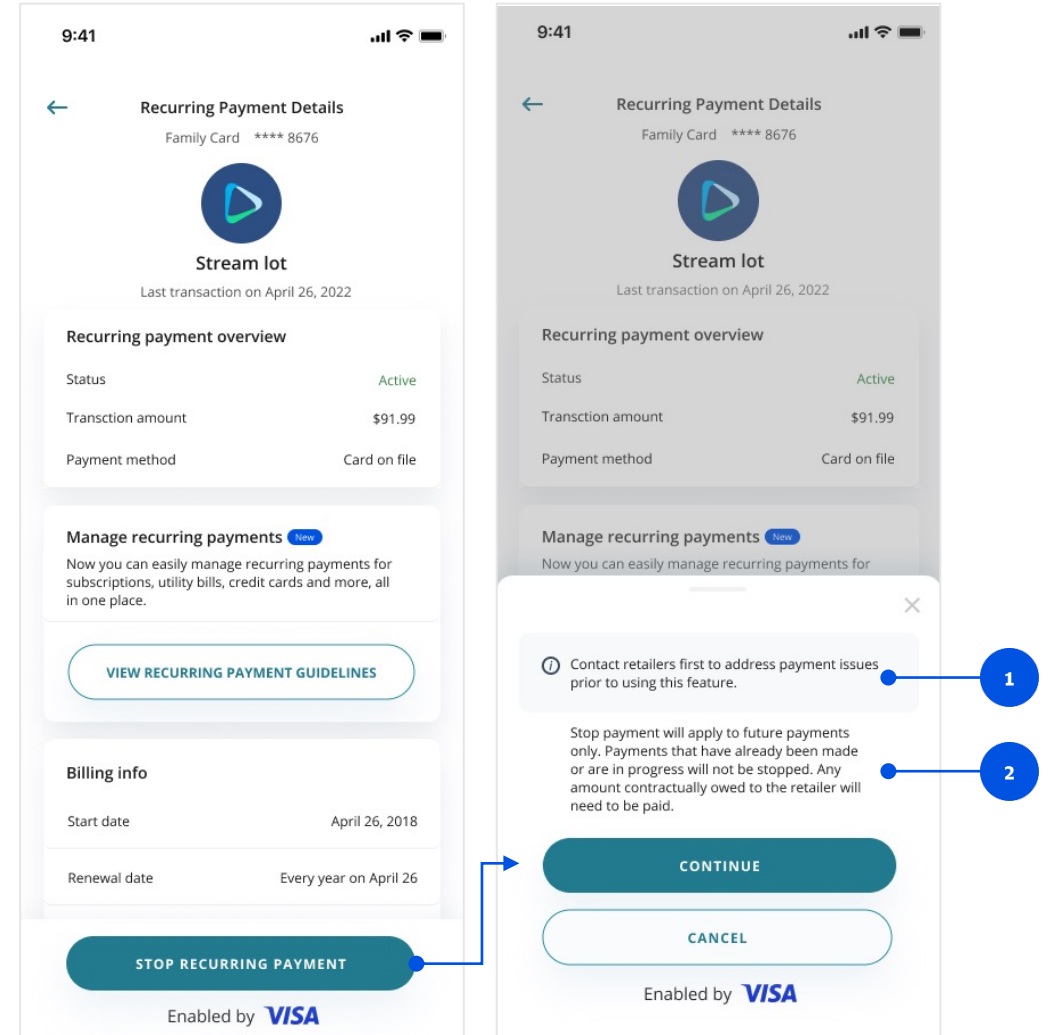 9:41
Recurring Payment Details
Family Card **** 8676
Stream lot
Last transaction on April 26, 2022
Recurring payment overview
Status Active
Transction amount $91.99
Payment method Card on file
Manage recurring payments New
Now you can easily manage recurring payments for
subscriptions, utility bills, credit cards and more, all
in one place.
VIEW RECURRING PAYMENT GUIDELINES
Billing info
Start date April 26, 2018
Renewal date Every year on April 26
STOP RECURRING PAYMENT
Enabled by VISA
9:41
Recurring Payment Details
Family Card **** 8676
Stream lot
Last transaction on April 26, 2022
Recurring payment overview
Status Active
Transction amount $91.99
Payment method Card on file
Manage recurring payments New
Now you can easily manage recurring payments for
Contact retailers first to address payment issues
prior to using this feature.
1
Stop payment will apply to future payments
only. Payments that have already been made
or are in progress will not be stopped. Any
amount contractually owed to the retailer will
need to be paid.
2
CONTINUE
CANCEL
Enabled by VISA